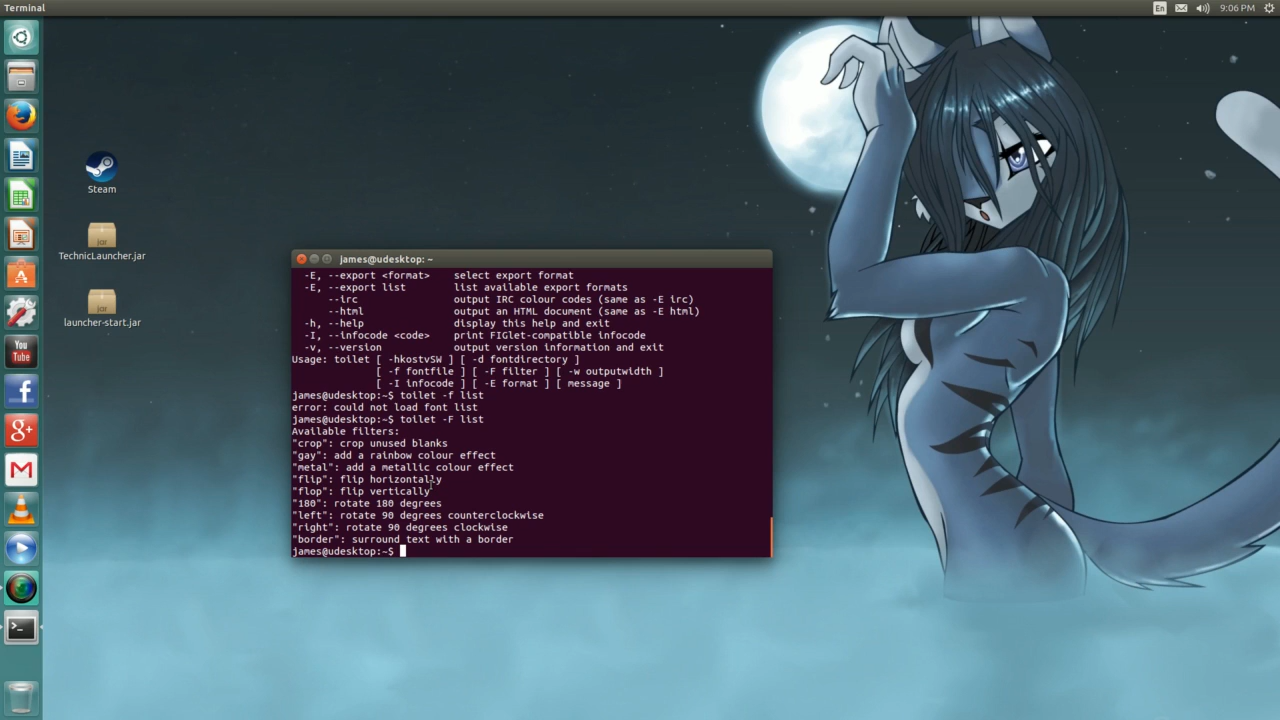 Terminal
En
9:06 PM
Steam
jar
TechnicLauncher.jar
jar
launcher-start.jar
You
Tube
f
g+
M
james@udesktop: ~
-E, --export <format>    select export format
-E, --export list        list available export formats
    --irc                output IRC colour codes (same as -E irc)
    --html               output an HTML document (same as -E html)
-h, --help               display this help and exit
-I, --infocode <code>    print FIGlet-compatible infocode
-v, --version            output version information and exit
Usage: toilet [ -hkostvSW ] [ -d fontdirectory ]
              [ -f fontfile ] [ -F filter ] [ -w outputwidth ]
              [ -I infocode ] [ -E format ] [ message ]
james@udesktop:~$ toilet -f list
error: could not load font list
james@udesktop:~$ toilet -F list
Available filters:
"crop": crop unused blanks
"gay": add a rainbow colour effect
"metal": add a metallic colour effect
"flip": flip horizontally
"flop": flip vertically
"180": rotate 180 degrees
"left": rotate 90 degrees counterclockwise
"right": rotate 90 degrees clockwise
"border": surround text with a border
james@udesktop:~$